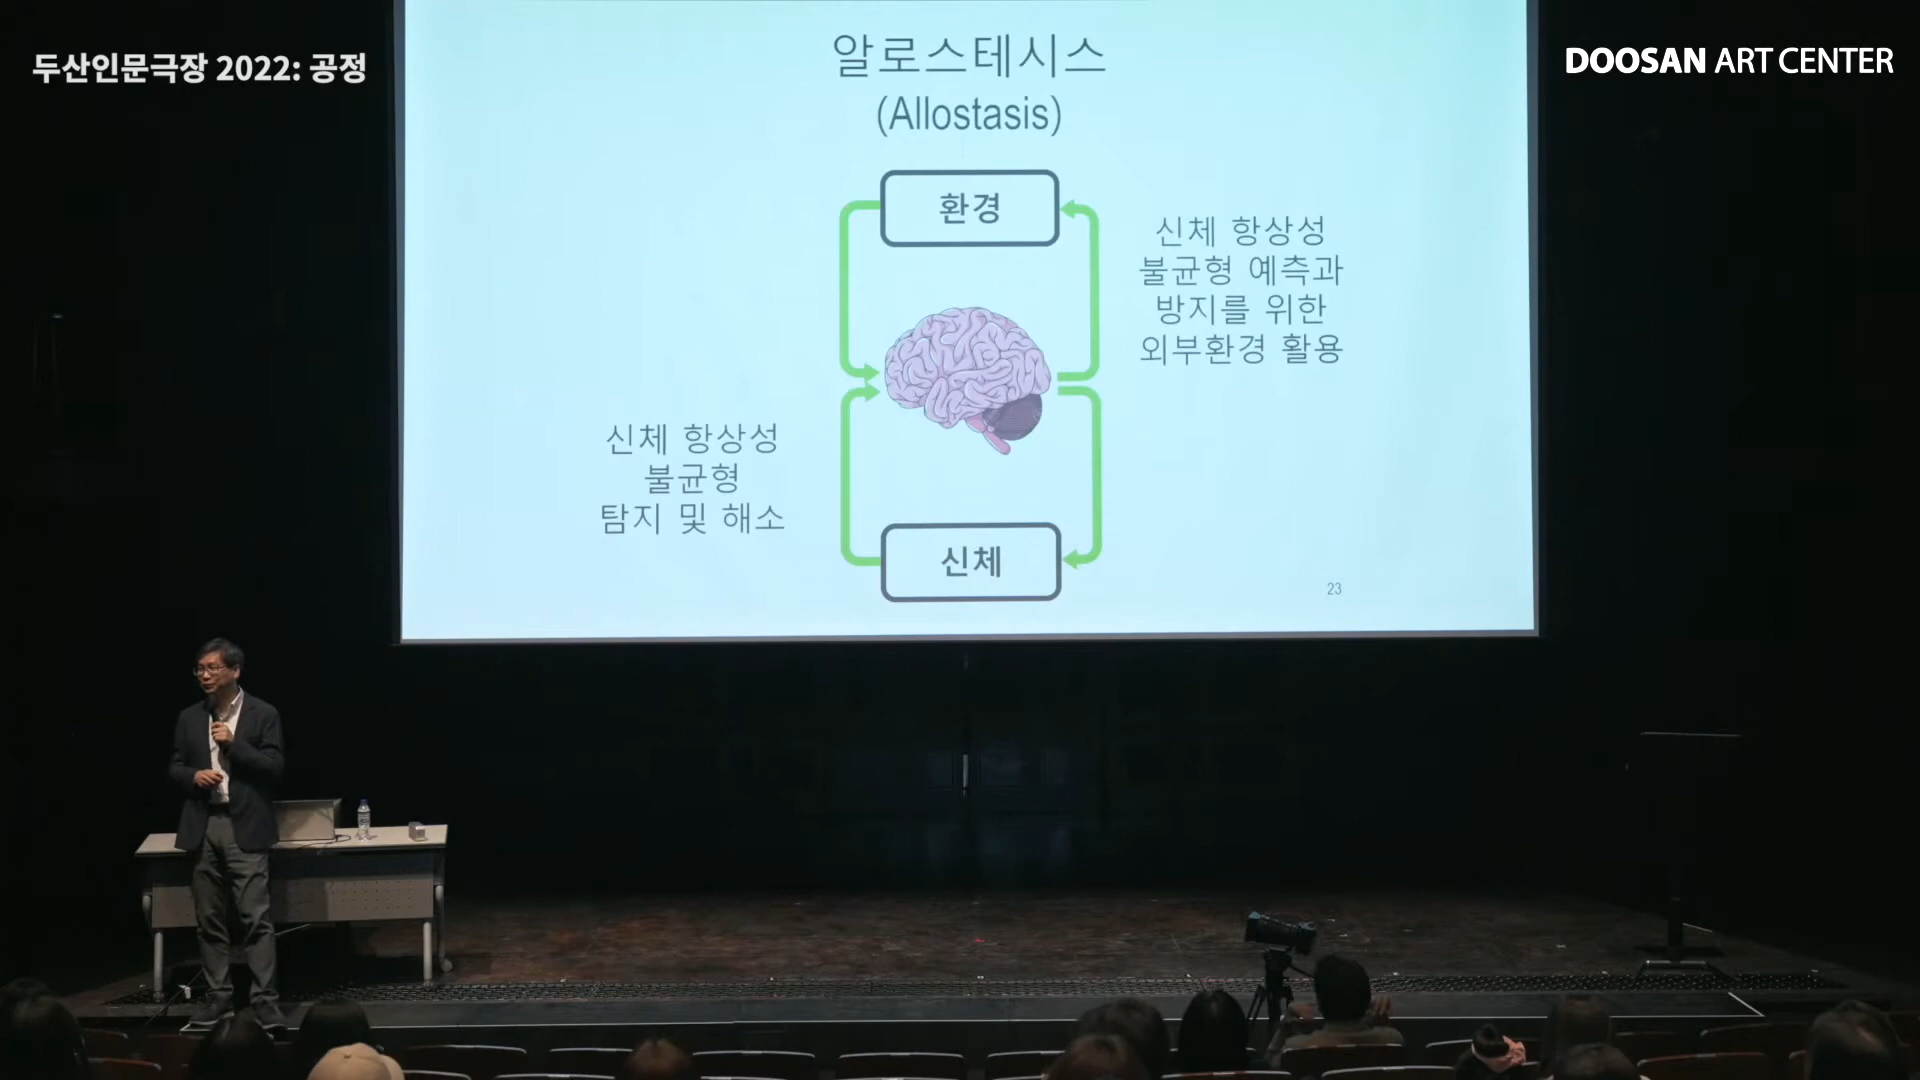 두산인문극장 2022: 공정
DOOSAN ART CENTER
알로스테시스
(Allostasis)
환경
신체 항상성
불균형 예측과
방지를 위한
외부환경 활용
신체 항상성
불균형
탐지 및 해소
신체
23